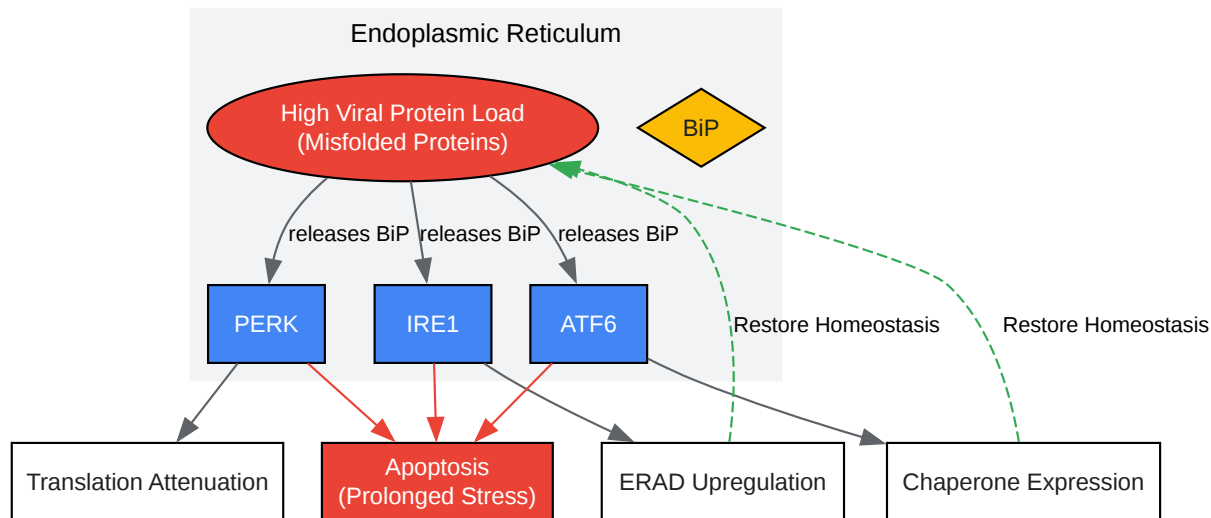 Endoplasmic Reticulum
High Viral Protein Load
(Misfolded Proteins)
BiP
releases BiP
releases BiP
releases BiP
PERK
IRE1
ATF6
Restore Homeostasis
Restore Homeostasis
Translation Attenuation
Apoptosis
(Prolonged Stress)
ERAD Upregulation
Chaperone Expression